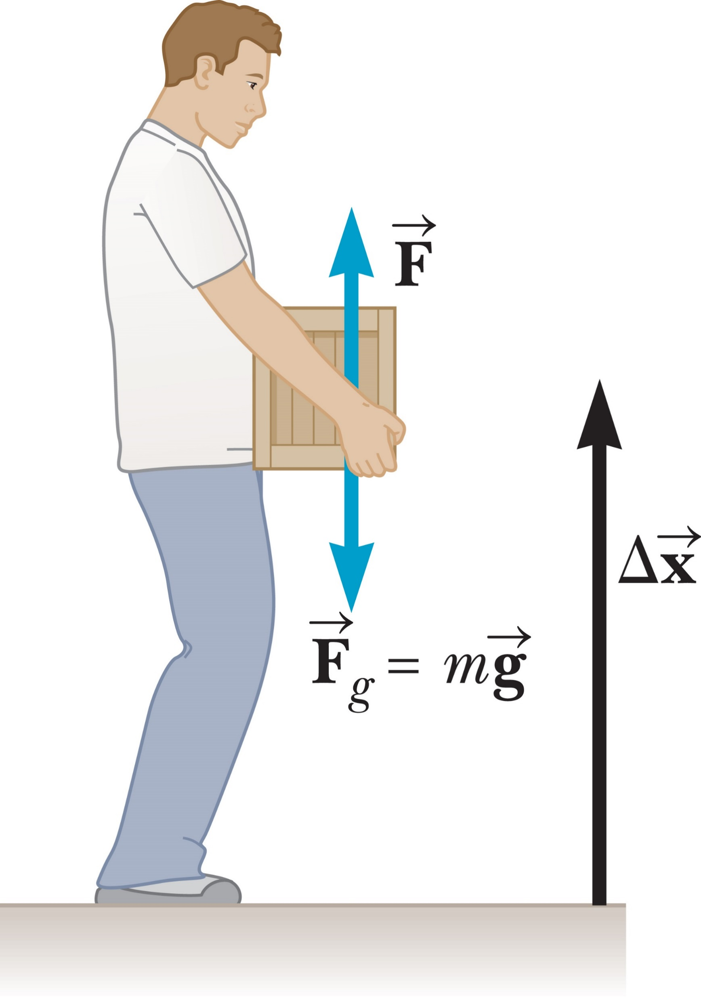 F⃗
Δx⃗
F⃗g = mg⃗